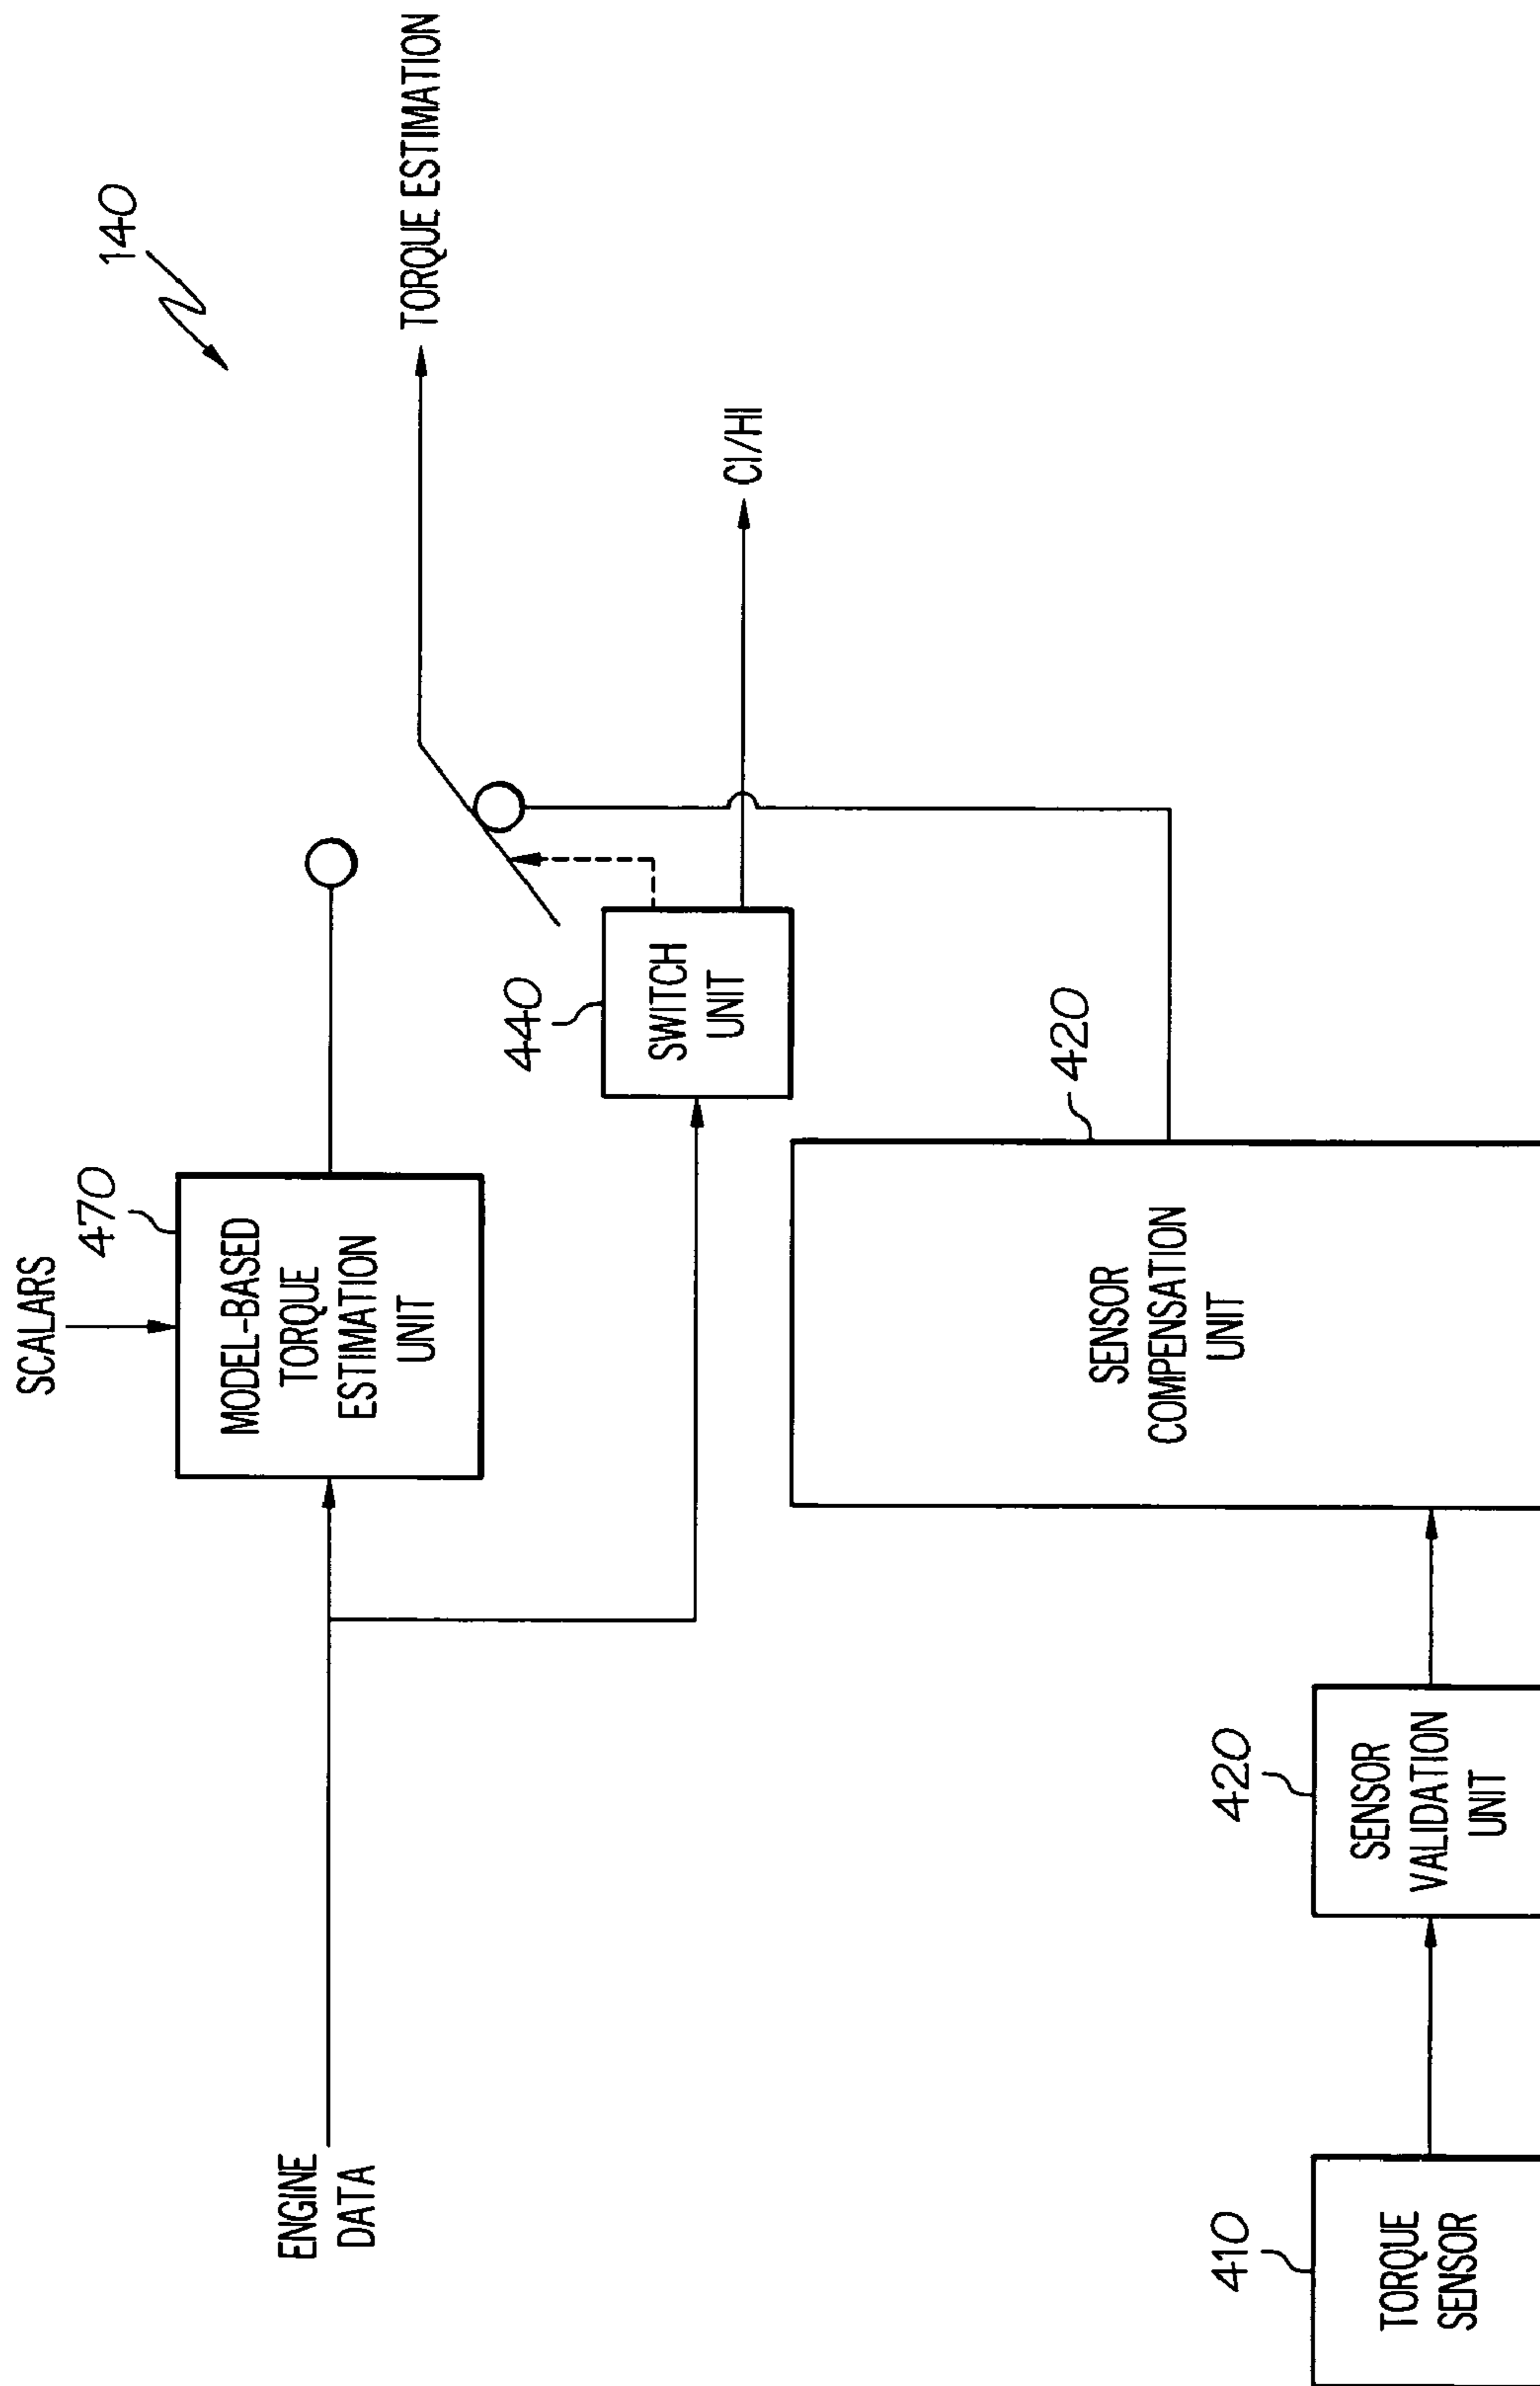 140
SCALARS
470
MODEL-BASED
TORQUE
ESTIMATION
UNIT
TORQUE ESTIMATION
ENGINE
DATA
440
SWITCH
UNIT
CI/HI
420
SENSOR
COMPENSATION
UNIT
420
SENSOR
VALIDATION
UNIT
410
TORQUE
SENSOR